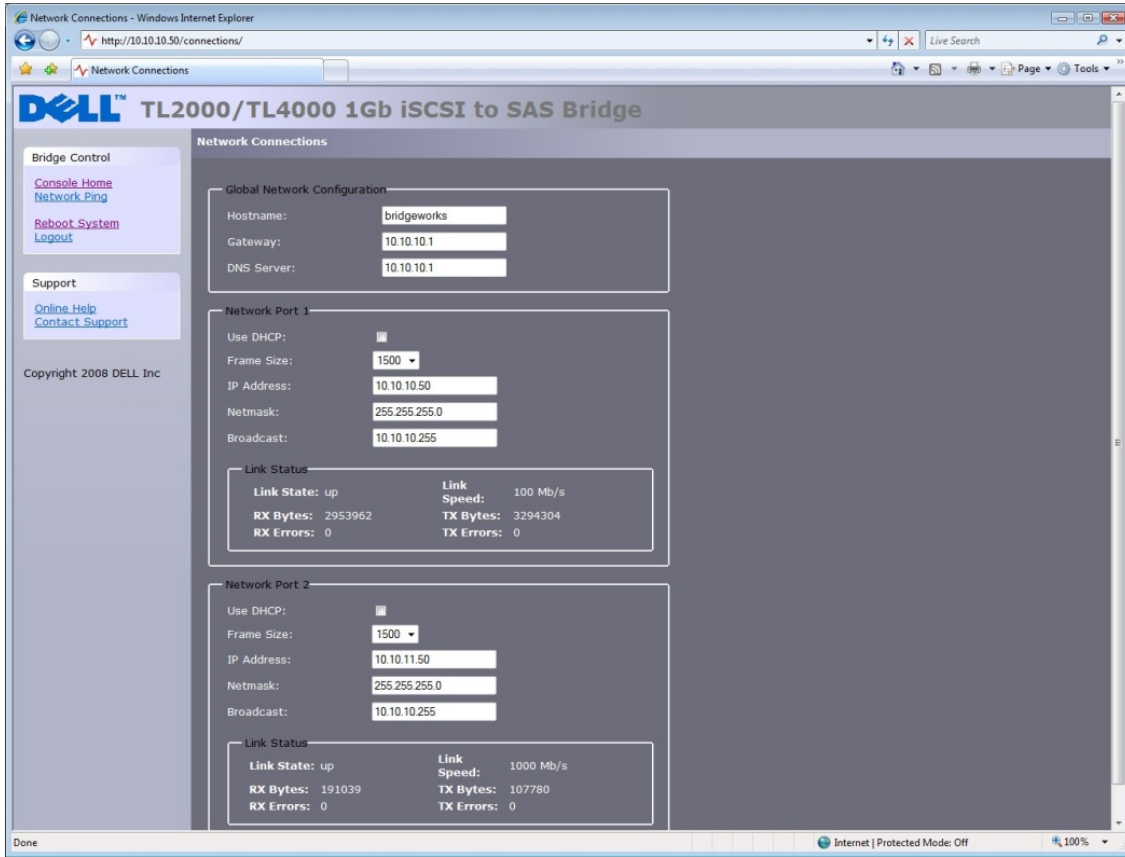 Network Connections - Windows Internet Explorer
http://10.10.10.50/connections/
Live Search
Network Connections
Page
Tools
DELL™ TL2000/TL4000 1Gb iSCSI to SAS Bridge
Bridge Control
Console Home
Network Ping
Reboot System
Logout
Support
Online Help
Contact Support
Copyright 2008 DELL Inc
Network Connections
Global Network Configuration
Hostname: bridgeworks
Gateway: 10.10.10.1
DNS Server: 10.10.10.1
Network Port 1
Use DHCP:
Frame Size: 1500
IP Address: 10.10.10.50
Netmask: 255.255.255.0
Broadcast: 10.10.10.255
Link Status
Link State: up Link Speed: 100 Mb/s
RX Bytes: 2953962 TX Bytes: 3294304
RX Errors: 0 TX Errors: 0
Network Port 2
Use DHCP:
Frame Size: 1500
IP Address: 10.10.11.50
Netmask: 255.255.255.0
Broadcast: 10.10.10.255
Link Status
Link State: up Link Speed: 1000 Mb/s
RX Bytes: 191039 TX Bytes: 107780
RX Errors: 0 TX Errors: 0
Done
Internet | Protected Mode: Off
100%